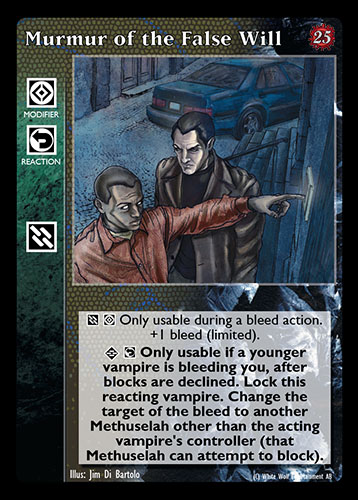 Murmur of the False Will
25
MODIFIER
REACTION
Only usable during a bleed action.
+1 bleed (limited).
Only usable if a younger
vampire is bleeding you, after
blocks are declined. Lock this
reacting vampire. Change the
target of the bleed to another
Methuselah other than the acting
vampire's controller (that
Methuselah can attempt to block).
Illus: Jim Di Bartolo
(C) White Wolf Entertainment AB